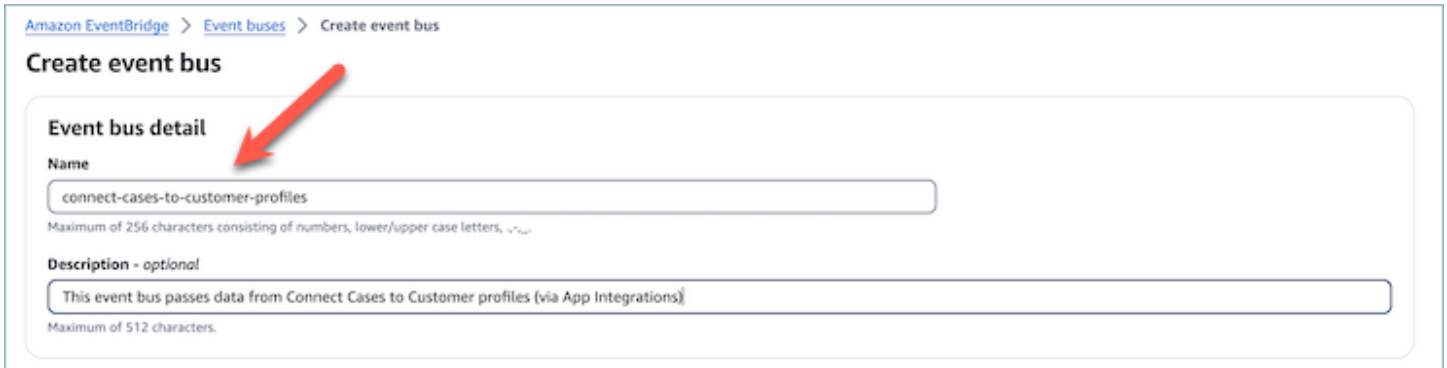 Amazon EventBridge > Event buses > Create event bus
Create event bus
Event bus detail
Name
connect-cases-to-customer-profiles
Maximum of 256 characters consisting of numbers, lower/upper case letters, .,-,_.
Description - optional
This event bus passes data from Connect Cases to Customer profiles (via App Integrations)
Maximum of 512 characters.